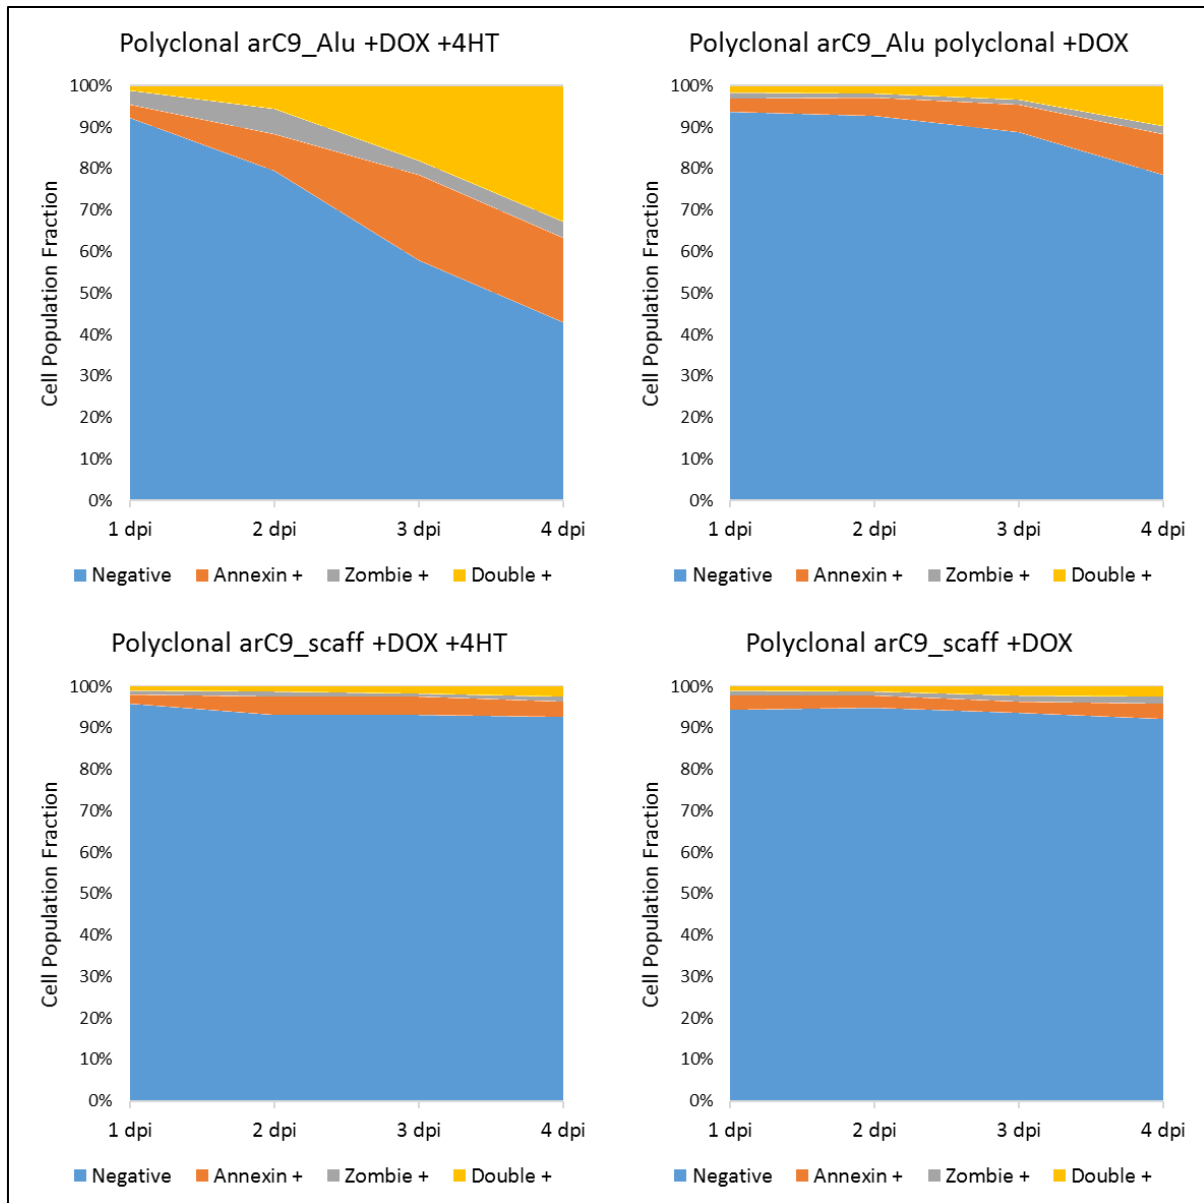 Polyclonal arC9_Alu +DOX +4HT
Cell Population Fraction
100%
90%
80%
70%
60%
50%
40%
30%
20%
10%
0%
1 dpi 2 dpi 3 dpi 4 dpi
Negative Annexin + Zombie + Double +
Polyclonal arC9_Alu polyclonal +DOX
Cell Population Fraction
100%
90%
80%
70%
60%
50%
40%
30%
20%
10%
0%
1 dpi 2 dpi 3 dpi 4 dpi
Negative Annexin + Zombie + Double +
Polyclonal arC9_scaff +DOX +4HT
Cell Population Fraction
100%
90%
80%
70%
60%
50%
40%
30%
20%
10%
0%
1 dpi 2 dpi 3 dpi 4 dpi
Negative Annexin + Zombie + Double +
Polyclonal arC9_scaff +DOX
Cell Population Fraction
100%
90%
80%
70%
60%
50%
40%
30%
20%
10%
0%
1 dpi 2 dpi 3 dpi 4 dpi
Negative Annexin + Zombie + Double +